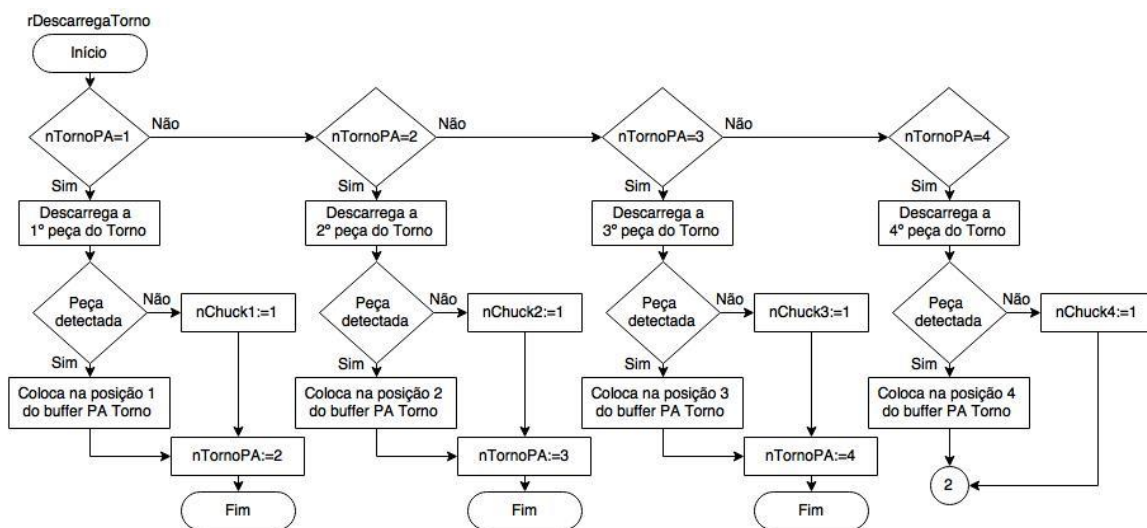 rDescarregaTorno
Início
nTornoPA=1
Não
nTornoPA=2
Não
nTornoPA=3
Não
nTornoPA=4
Sim
Sim
Sim
Sim
Descarrega a
1º peça do Torno
Descarrega a
2º peça do Torno
Descarrega a
3º peça do Torno
Descarrega a
4º peça do Torno
Peça
detectada
Não
nChuck1:=1
Peça
detectada
Não
nChuck2:=1
Peça
detectada
Não
nChuck3:=1
Peça
detectada
Não
nChuck4:=1
Sim
Sim
Sim
Sim
Coloca na posição 1
do buffer PA Torno
Coloca na posição 2
do buffer PA Torno
Coloca na posição 3
do buffer PA Torno
Coloca na posição 4
do buffer PA Torno
nTornoPA:=2
nTornoPA:=3
nTornoPA:=4
2
Fim
Fim
Fim